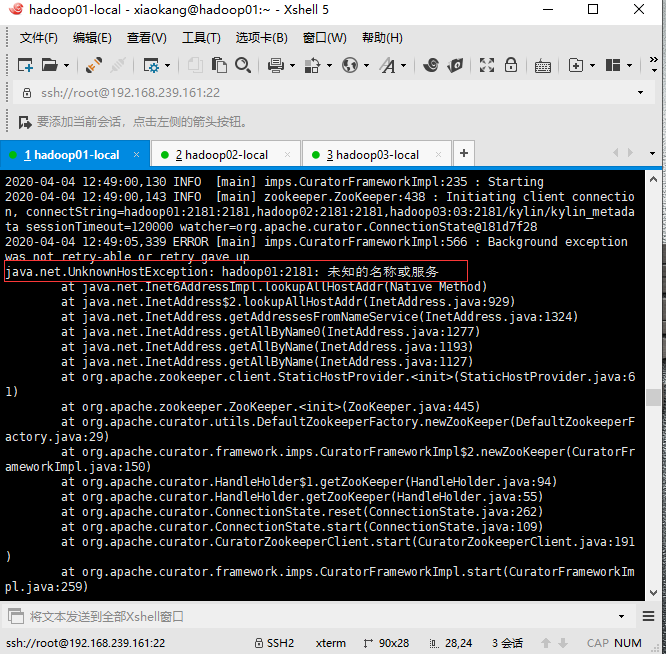 hadoop01-local - xiaokang@hadoop01:~ - Xshell 5
文件(F) 编辑(E) 查看(V) 工具(T) 选项卡(B) 窗口(W) 帮助(H)
ssh://root@192.168.239.161:22
要添加当前会话，点击左侧的箭头按钮。
1 hadoop01-local × 2 hadoop02-local × 3 hadoop03-local × +
2020-04-04 12:49:00,130 INFO  [main] imps.CuratorFrameworkImpl:235 : Starting
2020-04-04 12:49:00,143 INFO  [main] zookeeper.ZooKeeper:438 : Initiating client connectio
n, connectString=hadoop01:2181:2181,hadoop02:2181:2181,hadoop03:2181/kylin/kylin_metada
ta sessionTimeout=120000 watcher=org.apache.curator.ConnectionState@181d7f28
2020-04-04 12:49:05,339 ERROR [main] imps.CuratorFrameworkImpl:566 : Background exception
was not retry-able or retry gave up
java.net.UnknownHostException: hadoop01:2181: 未知的名称或服务
at java.net.Inet6AddressImpl.lookupAllHostAddr(Native Method)
at java.net.InetAddress$2.lookupAllHostAddr(InetAddress.java:929)
at java.net.InetAddress.getAddressesFromNameService(InetAddress.java:1324)
at java.net.InetAddress.getAllByName0(InetAddress.java:1277)
at java.net.InetAddress.getAllByName(InetAddress.java:1193)
at java.net.InetAddress.getAllByName(InetAddress.java:1127)
at org.apache.zookeeper.client.StaticHostProvider.<init>(StaticHostProvider.java:6
1)
at org.apache.zookeeper.ZooKeeper.<init>(ZooKeeper.java:445)
at org.apache.curator.utils.DefaultZookeeperFactory.newZooKeeper(DefaultZookeeperF
actory.java:29)
at org.apache.curator.framework.imps.CuratorFrameworkImpl$2.newZooKeeper(CuratorFr
ameworkImpl.java:150)
at org.apache.curator.HandleHolder$1.getZooKeeper(HandleHolder.java:94)
at org.apache.curator.HandleHolder.getZooKeeper(HandleHolder.java:55)
at org.apache.curator.ConnectionState.reset(ConnectionState.java:262)
at org.apache.curator.ConnectionState.start(ConnectionState.java:109)
at org.apache.curator.CuratorZookeeperClient.start(CuratorZookeeperClient.java:191
)
at org.apache.curator.framework.imps.CuratorFrameworkImpl.start(CuratorFrameworkIm
pl.java:259)
将文本发送到全部Xshell窗口
ssh://root@192.168.239.161:22 SSH2 xterm 90x28 28,24 3 会话 CAP NUM